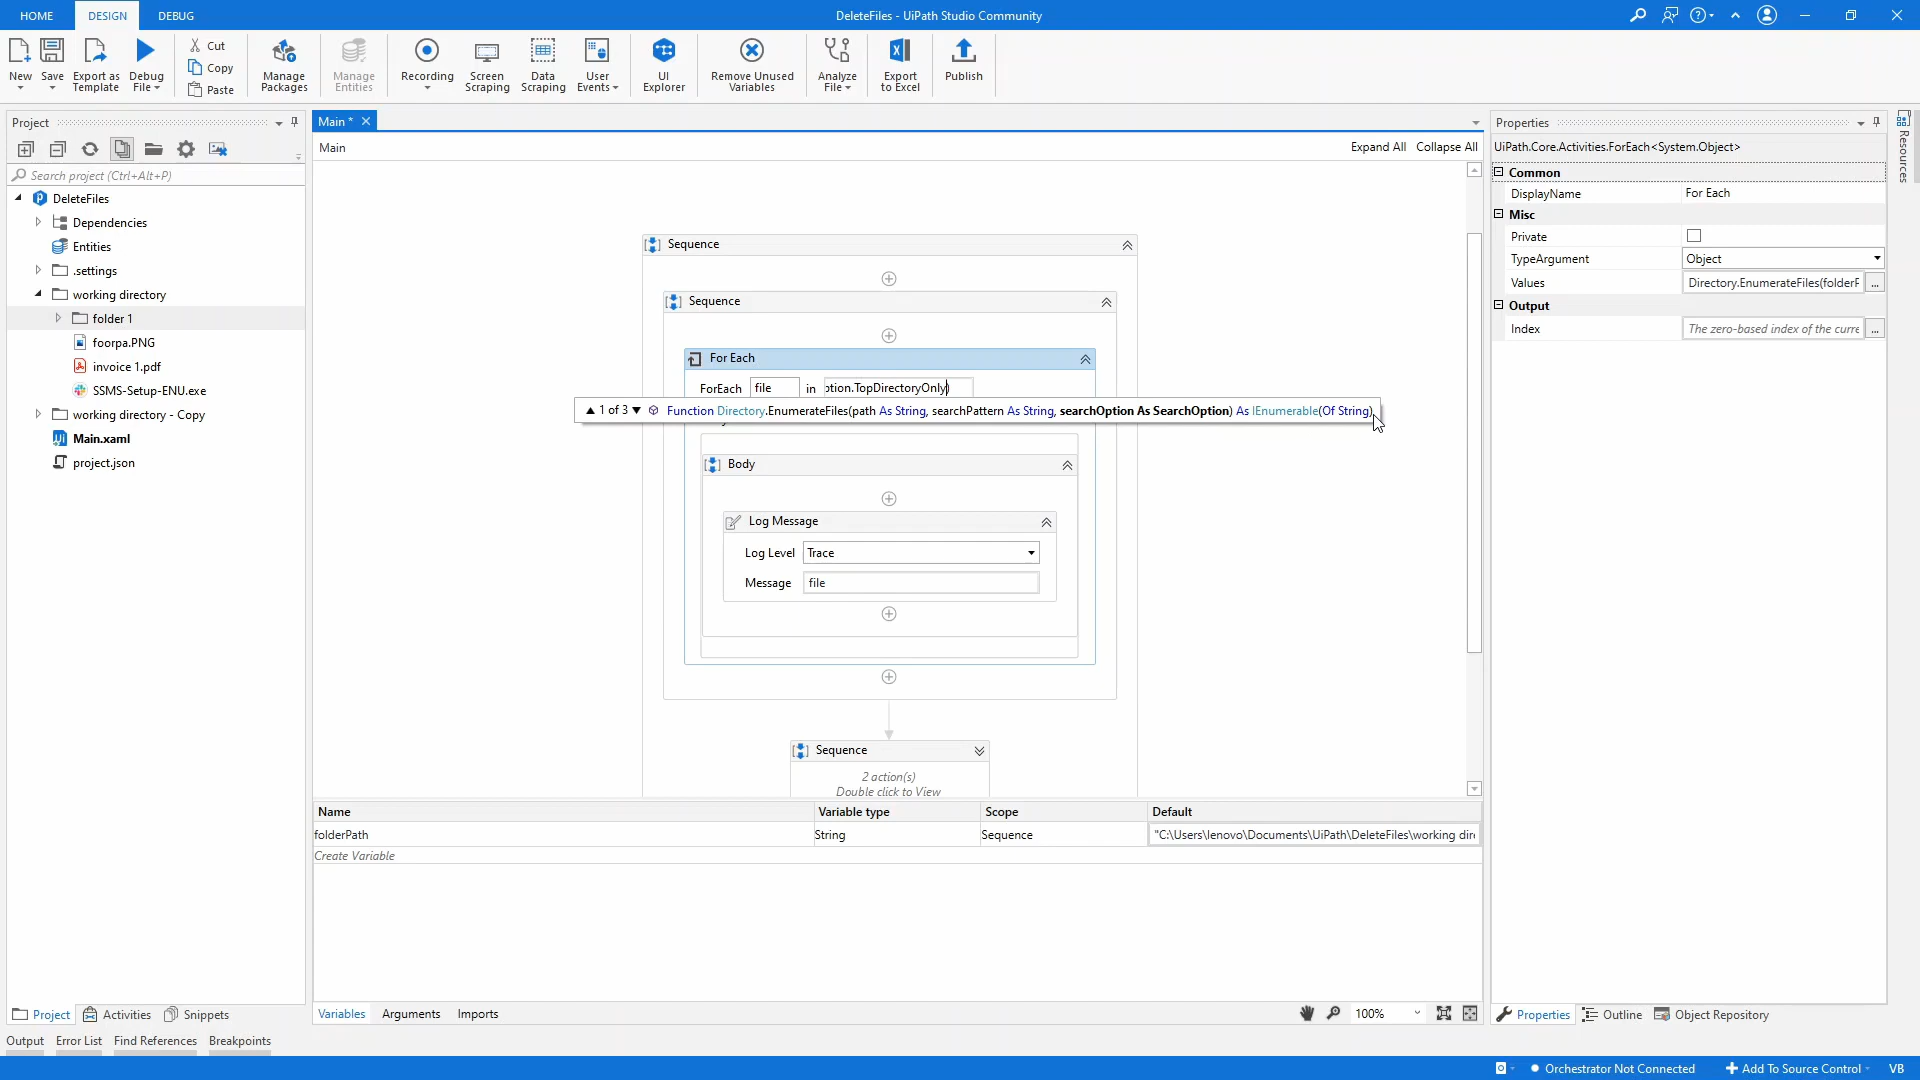 HOME DESIGN DEBUG DeleteFiles - UiPath Studio Community
New Save Export as Template Debug File Cut Copy Paste Manage Packages Manage Entities Recording Screen Scraping Data Scraping User Events UI Explorer Remove Unused Variables Analyze File Export to Excel Publish
Project
Search project (Ctrl+Alt+P)
DeleteFiles
Dependencies
Entities
.settings
working directory
folder 1
foorpa.PNG
invoice 1.pdf
SSMS-Setup-ENU.exe
working directory - Copy
Main.xaml
project.json
Project Activities Snippets
Main *
Main Expand All Collapse All
Sequence
Sequence
For Each
ForEach file in ption.TopDirectoryOnly)
1 of 3 Function Directory.EnumerateFiles(path As String, searchPattern As String, searchOption As SearchOption) As IEnumerable(Of String)
Body
Log Message
Log Level Trace
Message file
Sequence
2 action(s)
Double click to View
Name Variable type Scope Default
folderPath String Sequence "C:\Users\lenovo\Documents\UiPath\DeleteFiles\working dire
Create Variable
Variables Arguments Imports 100%
Properties
UiPath.Core.Activities.ForEach<System.Object>
Common
DisplayName For Each
Misc
Private
TypeArgument Object
Values Directory.EnumerateFiles(folderP ...
Output
Index The zero-based index of the curre ...
Resources
Properties Outline Object Repository
Output Error List Find References Breakpoints
Orchestrator Not Connected Add To Source Control VB